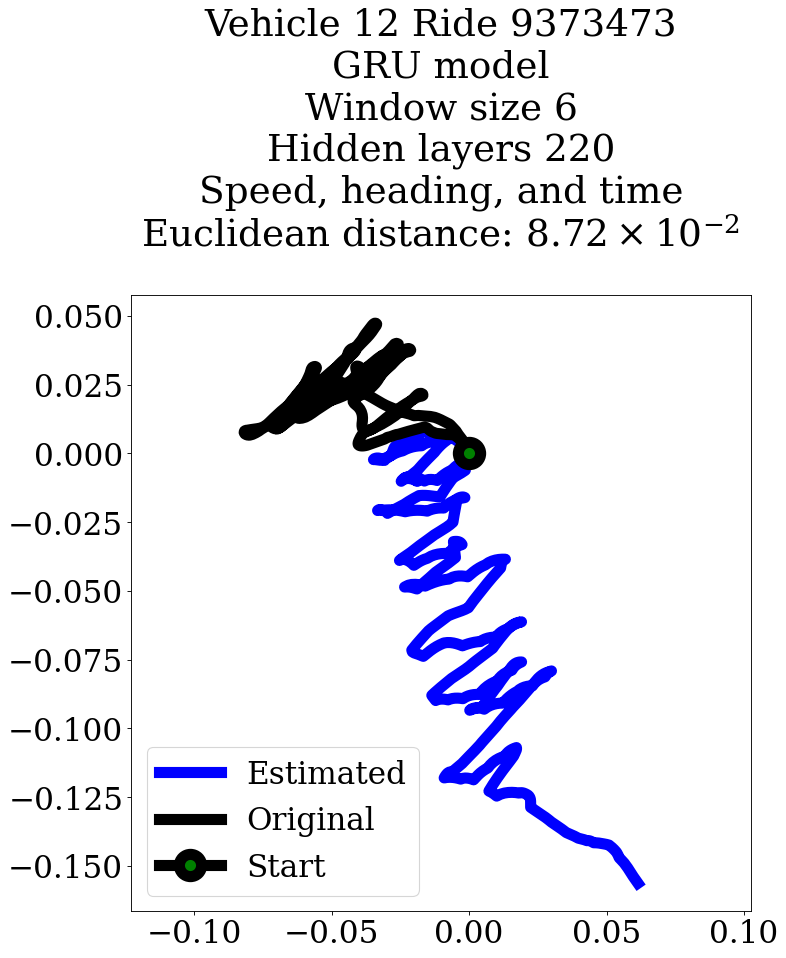 Vehicle 12 Ride 9373473
GRU model
Window size 6
Hidden layers 220
Speed, heading, and time
Euclidean distance: 8.72 × 10⁻²
0.050
0.025
0.000
−0.025
−0.050
−0.075
−0.100
−0.125
−0.150
Estimated
Original
Start
−0.10 −0.05 0.00 0.05 0.10